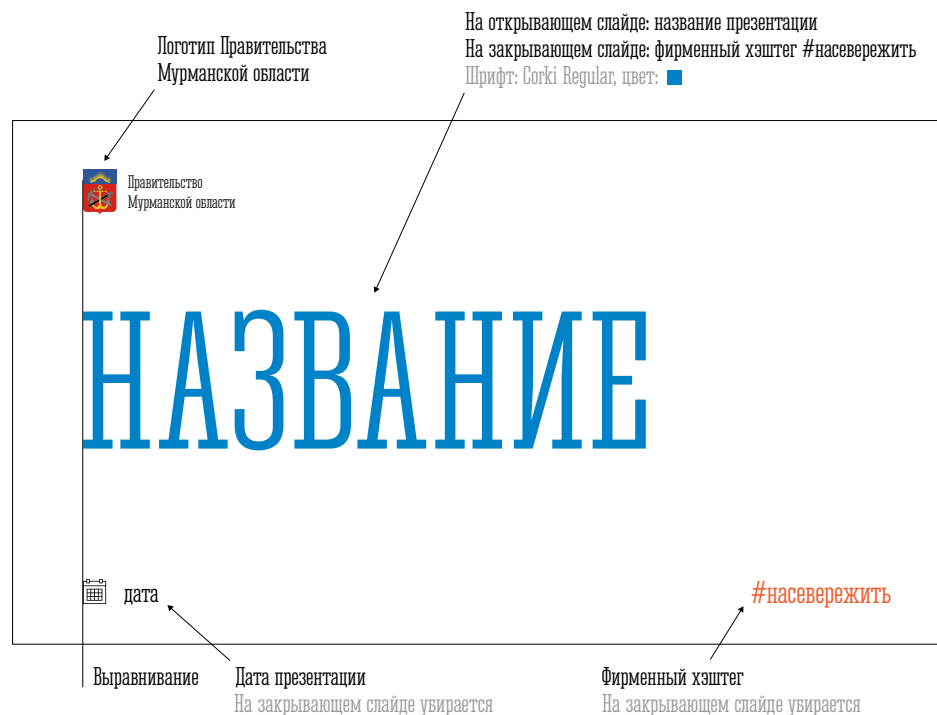 На открывающем слайде: название презентации
На закрывающем слайде: фирменный хэштег #насевережить
Шрифт: Corki Regular, цвет:
Логотип Правительства
Мурманской области
Правительство
Мурманской области
НАЗВАНИЕ
дата
#насевережить
Выравнивание
Дата презентации
На закрывающем слайде убирается
Фирменный хэштег
На закрывающем слайде убирается